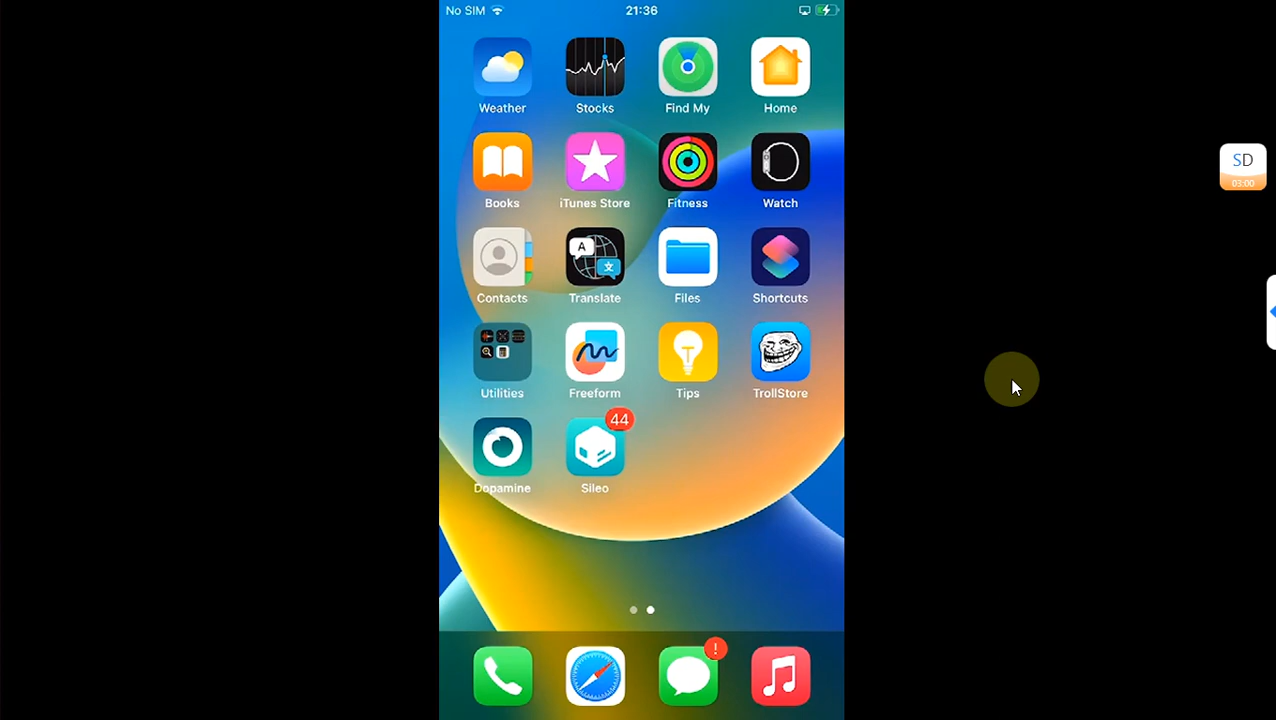 No SIM 21:36
Weather Stocks Find My Home
SD
03:00
Books iTunes Store Fitness Watch
A
文
Contacts Translate Files Shortcuts
Utilities Freeform Tips TrollStore
44
Dopamine Sileo
!